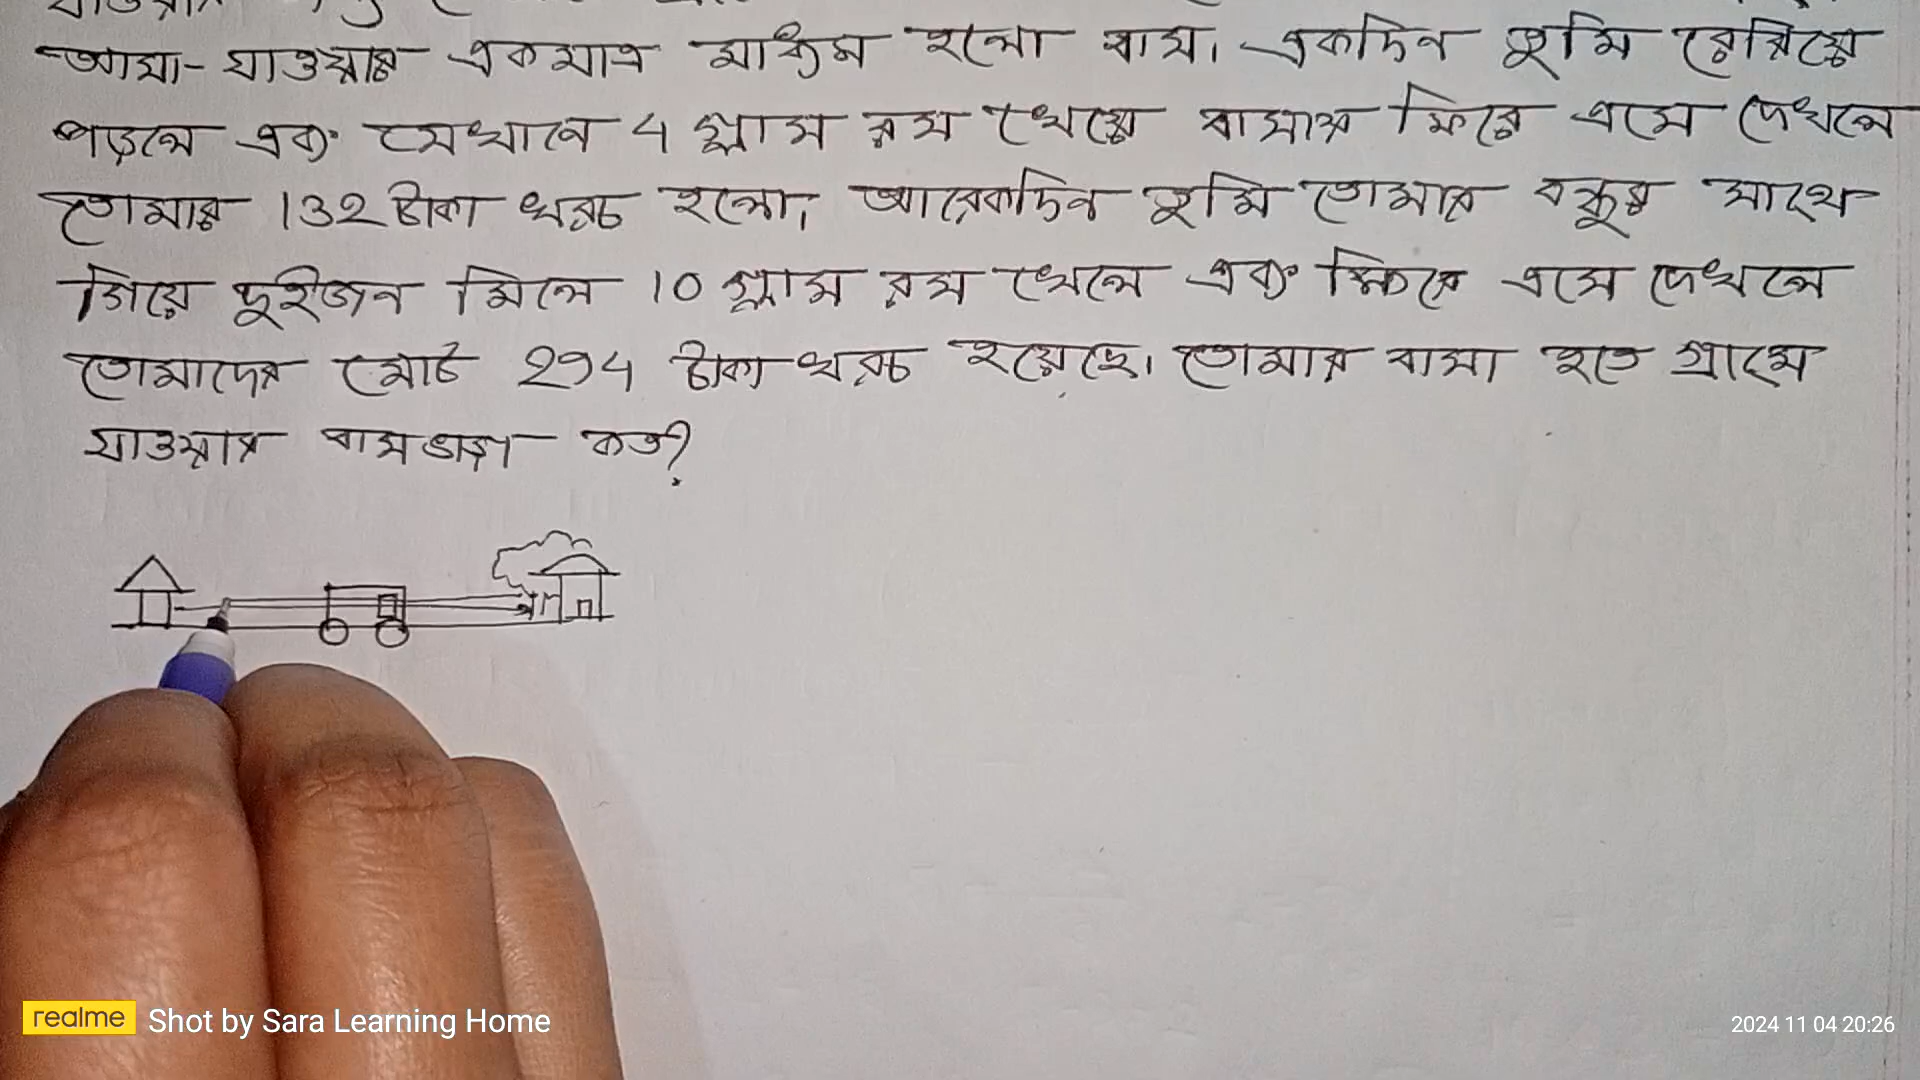 আসা-যাওয়ার একমাত্র মাধ্যম হলো বাস। একদিন তুমি বেরিয়ে
পড়লে এবং সেখানে 4 গ্লাস রস খেয়ে বাসায় ফিরে এসে দেখলে
তোমার 132 টাকা খরচ হলো। আরেকদিন তুমি তোমার বন্ধুর সাথে
গিয়ে দুইজন মিলে 10 গ্লাস রস খেলে এবং ফিরে এসে দেখলে
তোমাদের মোট 294 টাকা খরচ হয়েছে। তোমার বাসা হতে গ্রামে
যাওয়ার বাসভাড়া কত?
realme Shot by Sara Learning Home
2024 11 04 20:26